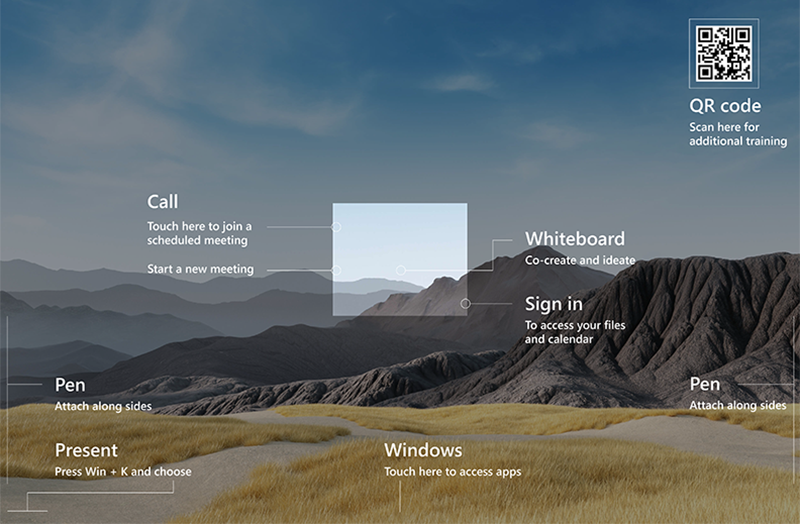 QR code
Scan here for
additional training
Call
Touch here to join a
scheduled meeting
Start a new meeting
Whiteboard
Co-create and ideate
Sign in
To access your files
and calendar
Pen
Attach along sides
Pen
Attach along sides
Present
Press Win + K and choose
Windows
Touch here to access apps